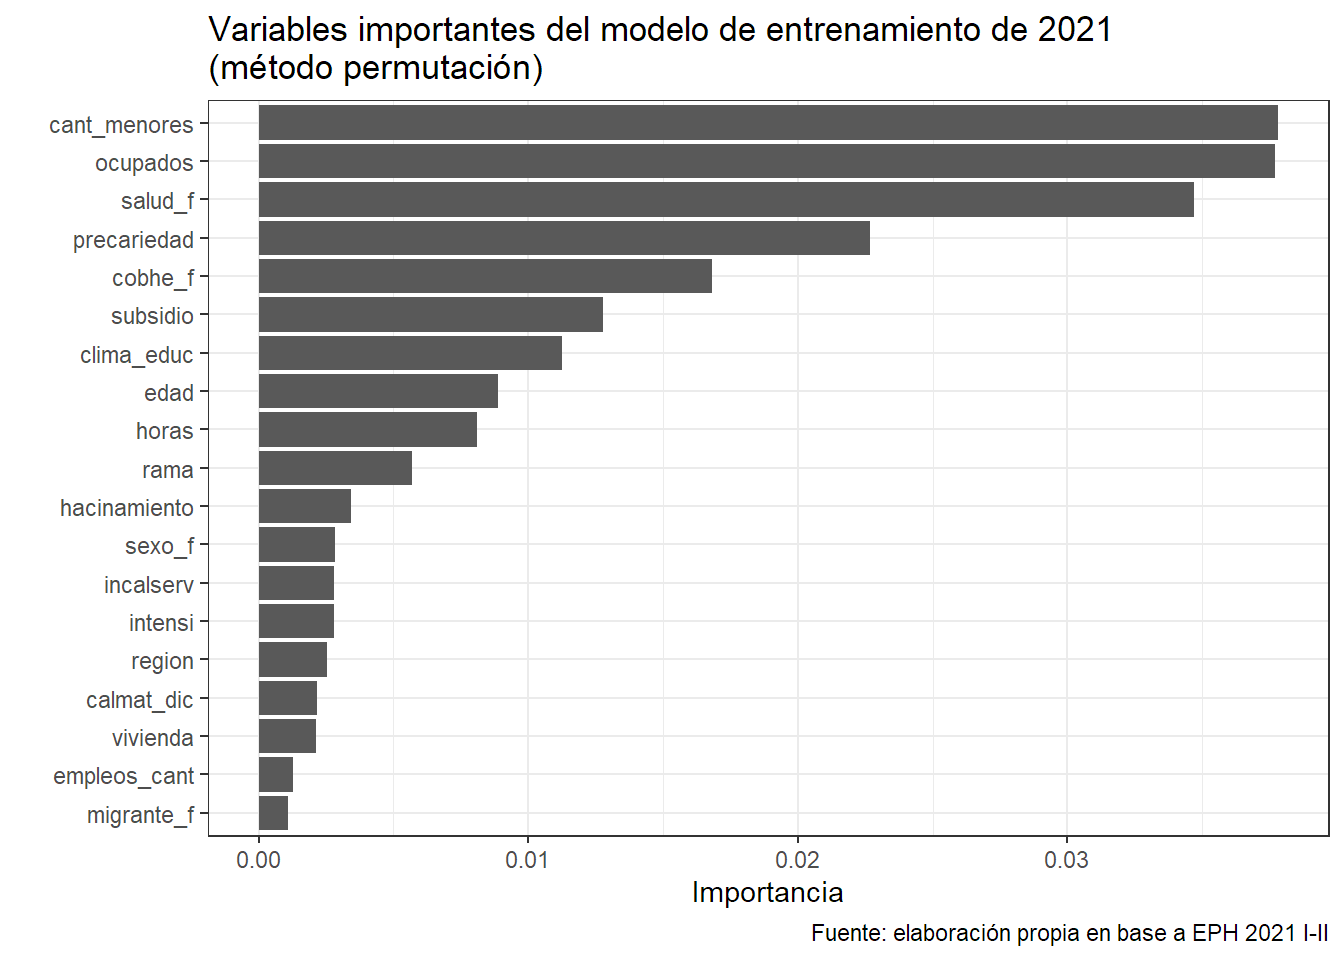 Variables importantes del modelo de entrenamiento de 2021
(método permutación)
cant_menores
ocupados
salud_f
precariedad
cobhe_f
subsidio
clima_educ
edad
horas
rama
hacinamiento
sexo_f
incalserv
intensi
region
calmat_dic
vivienda
empleos_cant
migrante_f
0.00 0.01 0.02 0.03
Importancia
Fuente: elaboración propia en base a EPH 2021 I-II